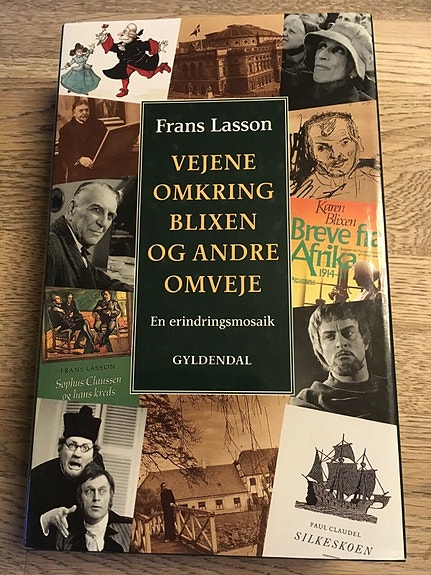 Frans Lasson
VEJENE
OMKRING
BLIXEN
OG ANDRE
OMVEJE
En erindringsmosaik
GYLDENDAL
Karen
Blixen
Breve fra
Afrika
1914-
FRANS LASSON
Sophus Claussen
og hans kreds
PAUL CLAUDEL
SILKESKOEN